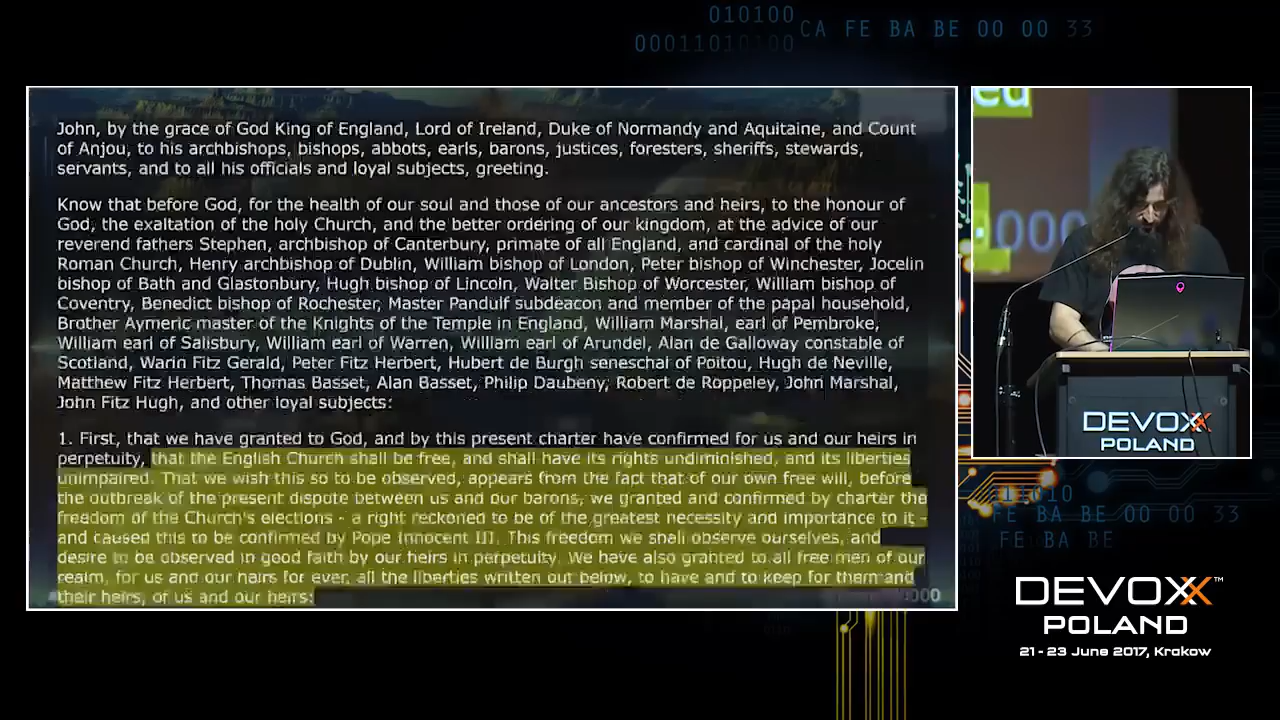 010100
00011010100
CA FE BA BE 00 00 33
John, by the grace of God King of England, Lord of Ireland, Duke of Normandy and Aquitaine, and Count
of Anjou, to his archbishops, bishops, abbots, earls, barons, justices, foresters, sheriffs, stewards,
servants, and to all his officials and loyal subjects, greeting.
Know that before God, for the health of our soul and those of our ancestors and heirs, to the honour of
God, the exaltation of the holy Church, and the better ordering of our kingdom, at the advice of our
reverend fathers Stephen, archbishop of Canterbury, primate of all England, and cardinal of the holy
Roman Church, Henry archbishop of Dublin, William bishop of London, Peter bishop of Winchester, Jocelin
bishop of Bath and Glastonbury, Hugh bishop of Lincoln, Walter Bishop of Worcester, William bishop of
Coventry, Benedict bishop of Rochester, Master Pandulf subdeacon and member of the papal household,
Brother Aymeric master of the Knights of the Temple in England, William Marshal, earl of Pembroke,
William earl of Salisbury, William earl of Warren, William earl of Arundel, Alan de Galloway constable of
Scotland, Warin Fitz Gerald, Peter Fitz Herbert, Hubert de Burgh seneschal of Poitou, Hugh de Neville,
Matthew Fitz Herbert, Thomas Basset, Alan Basset, Philip Daubeny, Robert de Roppeley, John Marshal,
John Fitz Hugh, and other loyal subjects:
1. First, that we have granted to God, and by this present charter have confirmed for us and our heirs in
perpetuity, that the English Church shall be free, and shall have its rights undiminished, and its liberties
unimpaired. That we wish this so to be observed, appears from the fact that of our own free will, before
the outbreak of the present dispute between us and our barons, we granted and confirmed by charter the
freedom of the Church's elections - a right reckoned to be of the greatest necessity and importance to it -
and caused this to be confirmed by Pope Innocent III. This freedom we shall observe ourselves, and
desire to be observed in good faith by our heirs in perpetuity. We have also granted to all free men of our
realm, for us and our heirs for ever, all the liberties written out below, to have and to keep for them and
their heirs, of us and our heirs:
000
ed
000
DEVOXX
POLAND
011010
FE BA BE 00 00 33
FE BA BE
DEVOXX™
POLAND
21 - 23 June 2017, Krakow